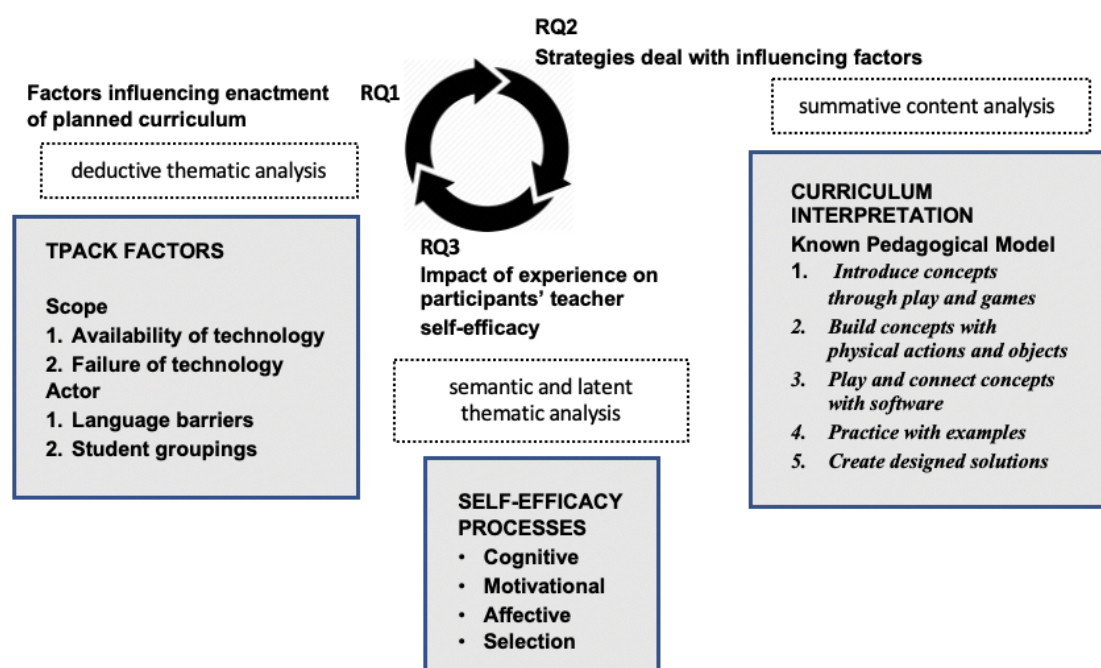 RQ2
Strategies deal with influencing factors
Factors influencing enactment
of planned curriculum
RQ1
summative content analysis
deductive thematic analysis
TPACK FACTORS
Scope
1. Availability of technology
2. Failure of technology
Actor
1. Language barriers
2. Student groupings
RQ3
Impact of experience on
participants’ teacher
self-efficacy
semantic and latent
thematic analysis
SELF-EFFICACY
PROCESSES
• Cognitive
• Motivational
• Affective
• Selection
CURRICULUM
INTERPRETATION
Known Pedagogical Model
1. Introduce concepts
through play and games
2. Build concepts with
physical actions and objects
3. Play and connect concepts
with software
4. Practice with examples
5. Create designed solutions